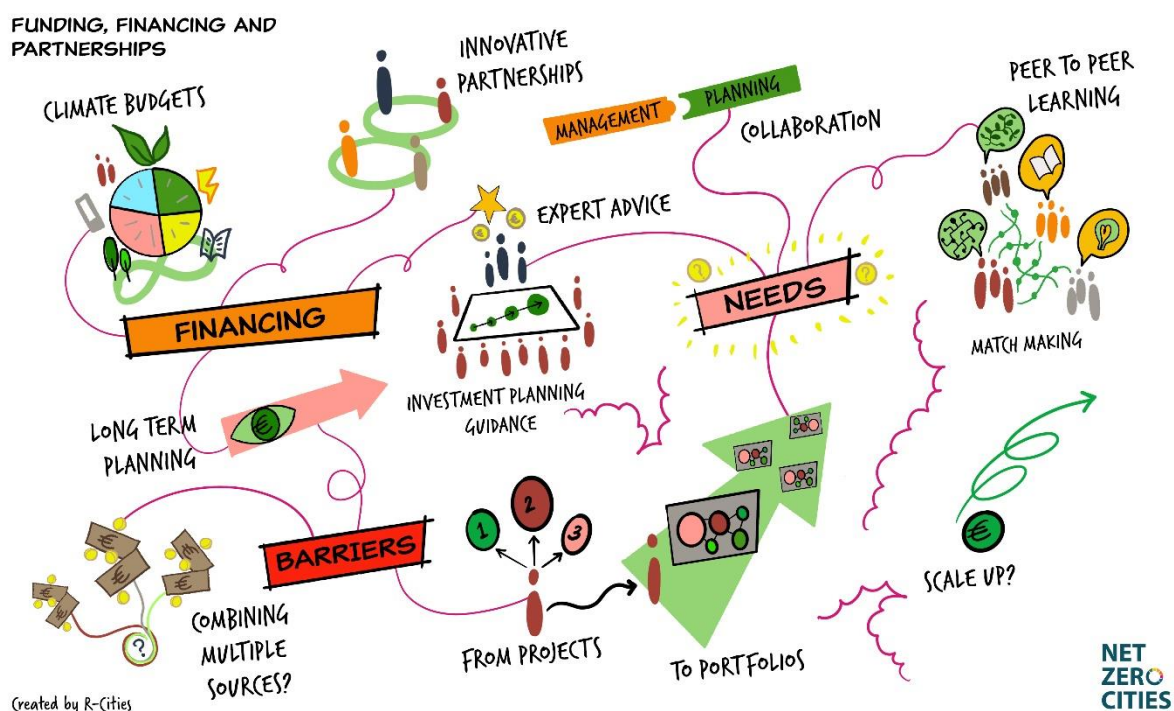 FUNDING, FINANCING AND
PARTNERSHIPS
CLIMATE BUDGETS
INNOVATIVE
PARTNERSHIPS
MANAGEMENT
PLANNING
COLLABORATION
PEER TO PEER
LEARNING
€
€
EXPERT ADVICE
FINANCING
?
NEEDS
?
MATCH MAKING
INVESTMENT PLANNING
GUIDANCE
LONG TERM
PLANNING
€
BARRIERS
1
2
3
€
€
€
€
?
COMBINING
MULTIPLE
SOURCES?
FROM PROJECTS
TO PORTFOLIOS
€
SCALE UP?
Created by R-Cities
NET
ZERO
CITIES